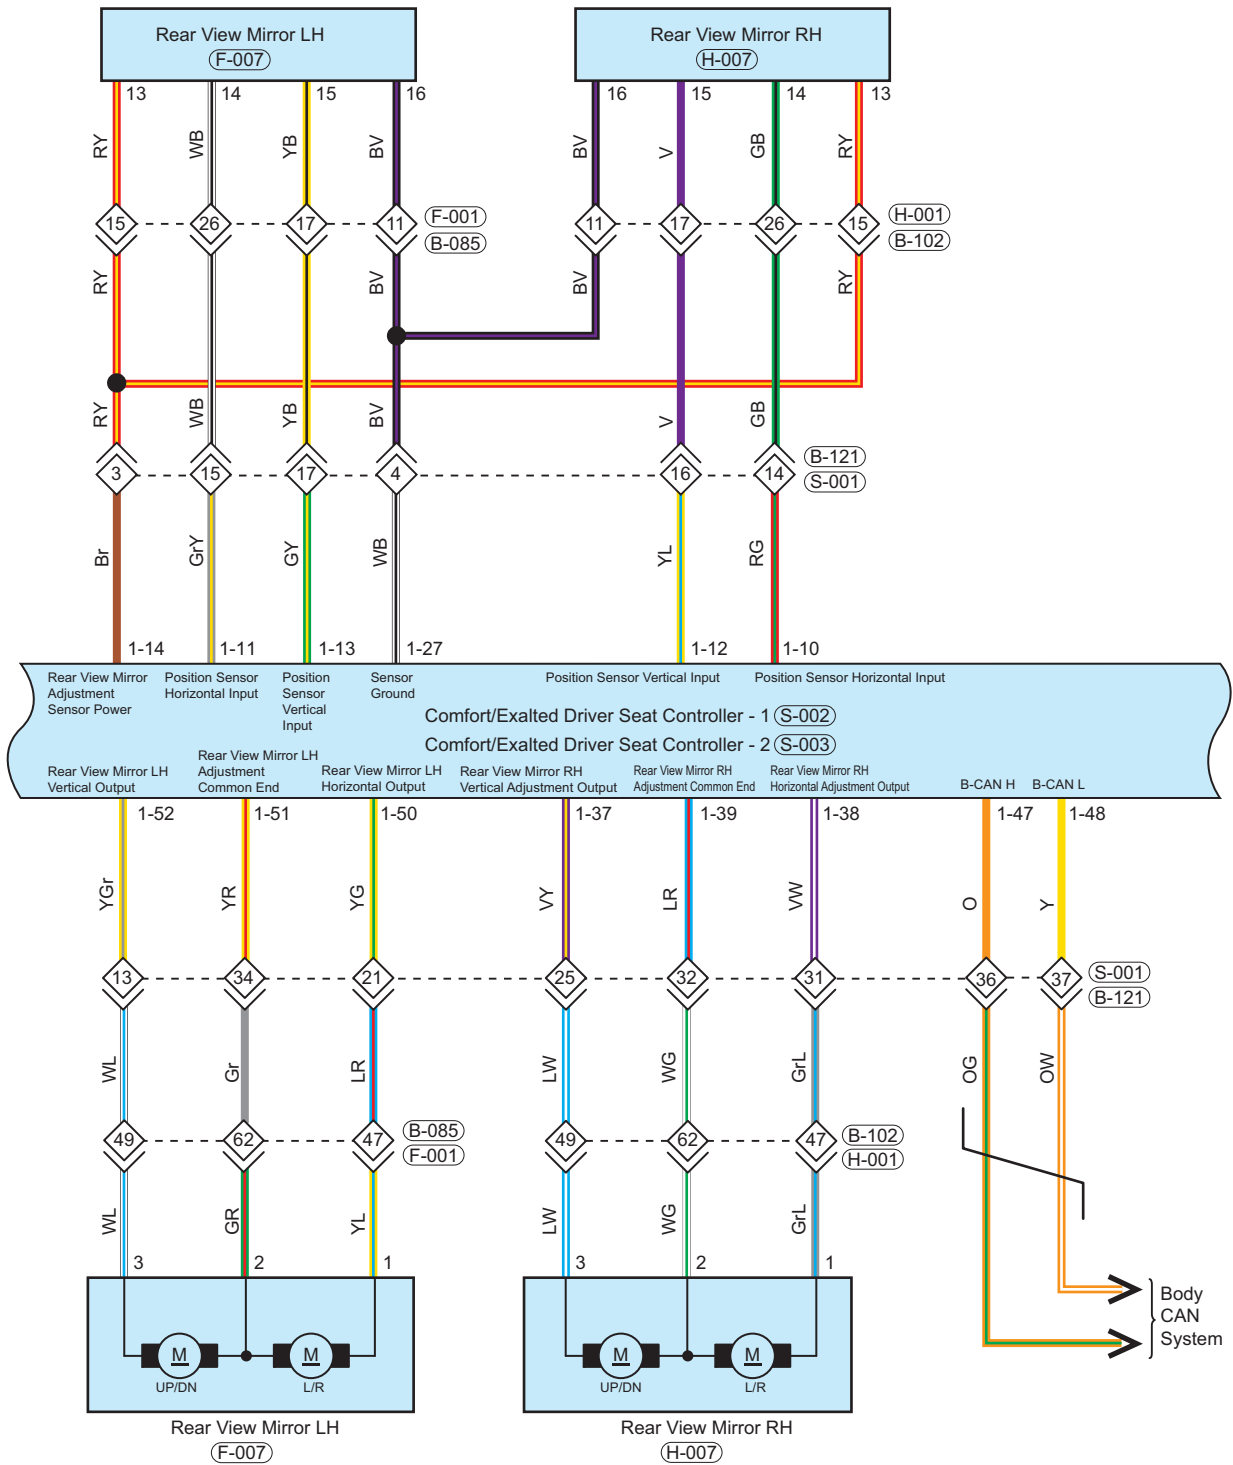 Rear View Mirror LH
F-007
Rear View Mirror RH
H-007
13 14 15 16 16 15 14 13
RY WB YB BV BV V GB RY
15 26 17 11 F-001 B-085 11 17 26 15 H-001 B-102
RY BV BV RY
RY WB YB BV V GB
3 15 17 4 16 14 B-121 S-001
Br GrY GY WB YL RG
1-14 1-11 1-13 1-27 1-12 1-10
Rear View Mirror
Adjustment
Sensor Power
Position Sensor
Horizontal Input
Position
Sensor
Vertical
Input
Sensor
Ground
Position Sensor Vertical Input
Position Sensor Horizontal Input
Comfort/Exalted Driver Seat Controller - 1 S-002
Comfort/Exalted Driver Seat Controller - 2 S-003
Rear View Mirror LH
Vertical Output
Rear View Mirror LH
Adjustment
Common End
Rear View Mirror LH
Horizontal Output
Rear View Mirror RH
Vertical Adjustment Output
Rear View Mirror RH
Adjustment Common End
Rear View Mirror RH
Horizontal Adjustment Output
B-CAN H
B-CAN L
1-52 1-51 1-50 1-37 1-39 1-38 1-47 1-48
YGr YR YG VY LR VW O Y
13 34 21 25 32 31 36 37 S-001 B-121
WL Gr LR LW WG GrL OG OW
49 62 47 B-085 F-001 49 62 47 B-102 H-001
WL GR YL LW WG GrL
3 2 1 3 2 1
M M M M
UP/DN L/R UP/DN L/R
Body
CAN
System
Rear View Mirror LH
F-007
Rear View Mirror RH
H-007